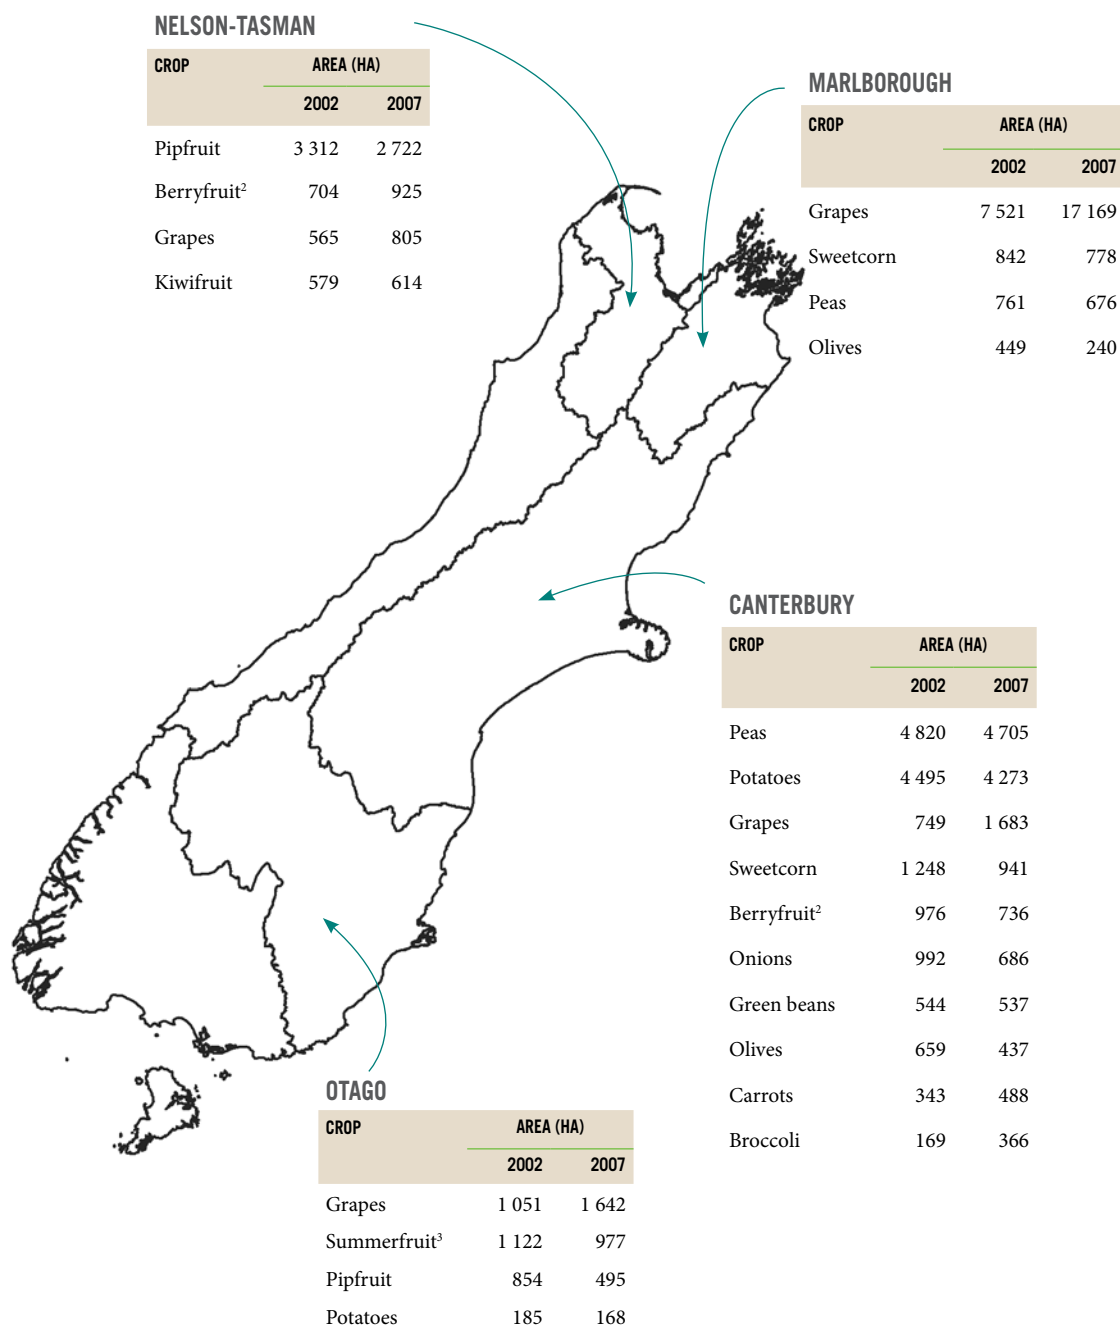 NELSON-TASMAN
CROP AREA (HA)
2002 2007
Pipfruit 3 312 2 722
Berryfruit² 704 925
Grapes 565 805
Kiwifruit 579 614
MARLBOROUGH
CROP AREA (HA)
2002 2007
Grapes 7 521 17 169
Sweetcorn 842 778
Peas 761 676
Olives 449 240
CANTERBURY
CROP AREA (HA)
2002 2007
Peas 4 820 4 705
Potatoes 4 495 4 273
Grapes 749 1 683
Sweetcorn 1 248 941
Berryfruit² 976 736
Onions 992 686
Green beans 544 537
Olives 659 437
Carrots 343 488
Broccoli 169 366
OTAGO
CROP AREA (HA)
2002 2007
Grapes 1 051 1 642
Summerfruit³ 1 122 977
Pipfruit 854 495
Potatoes 185 168